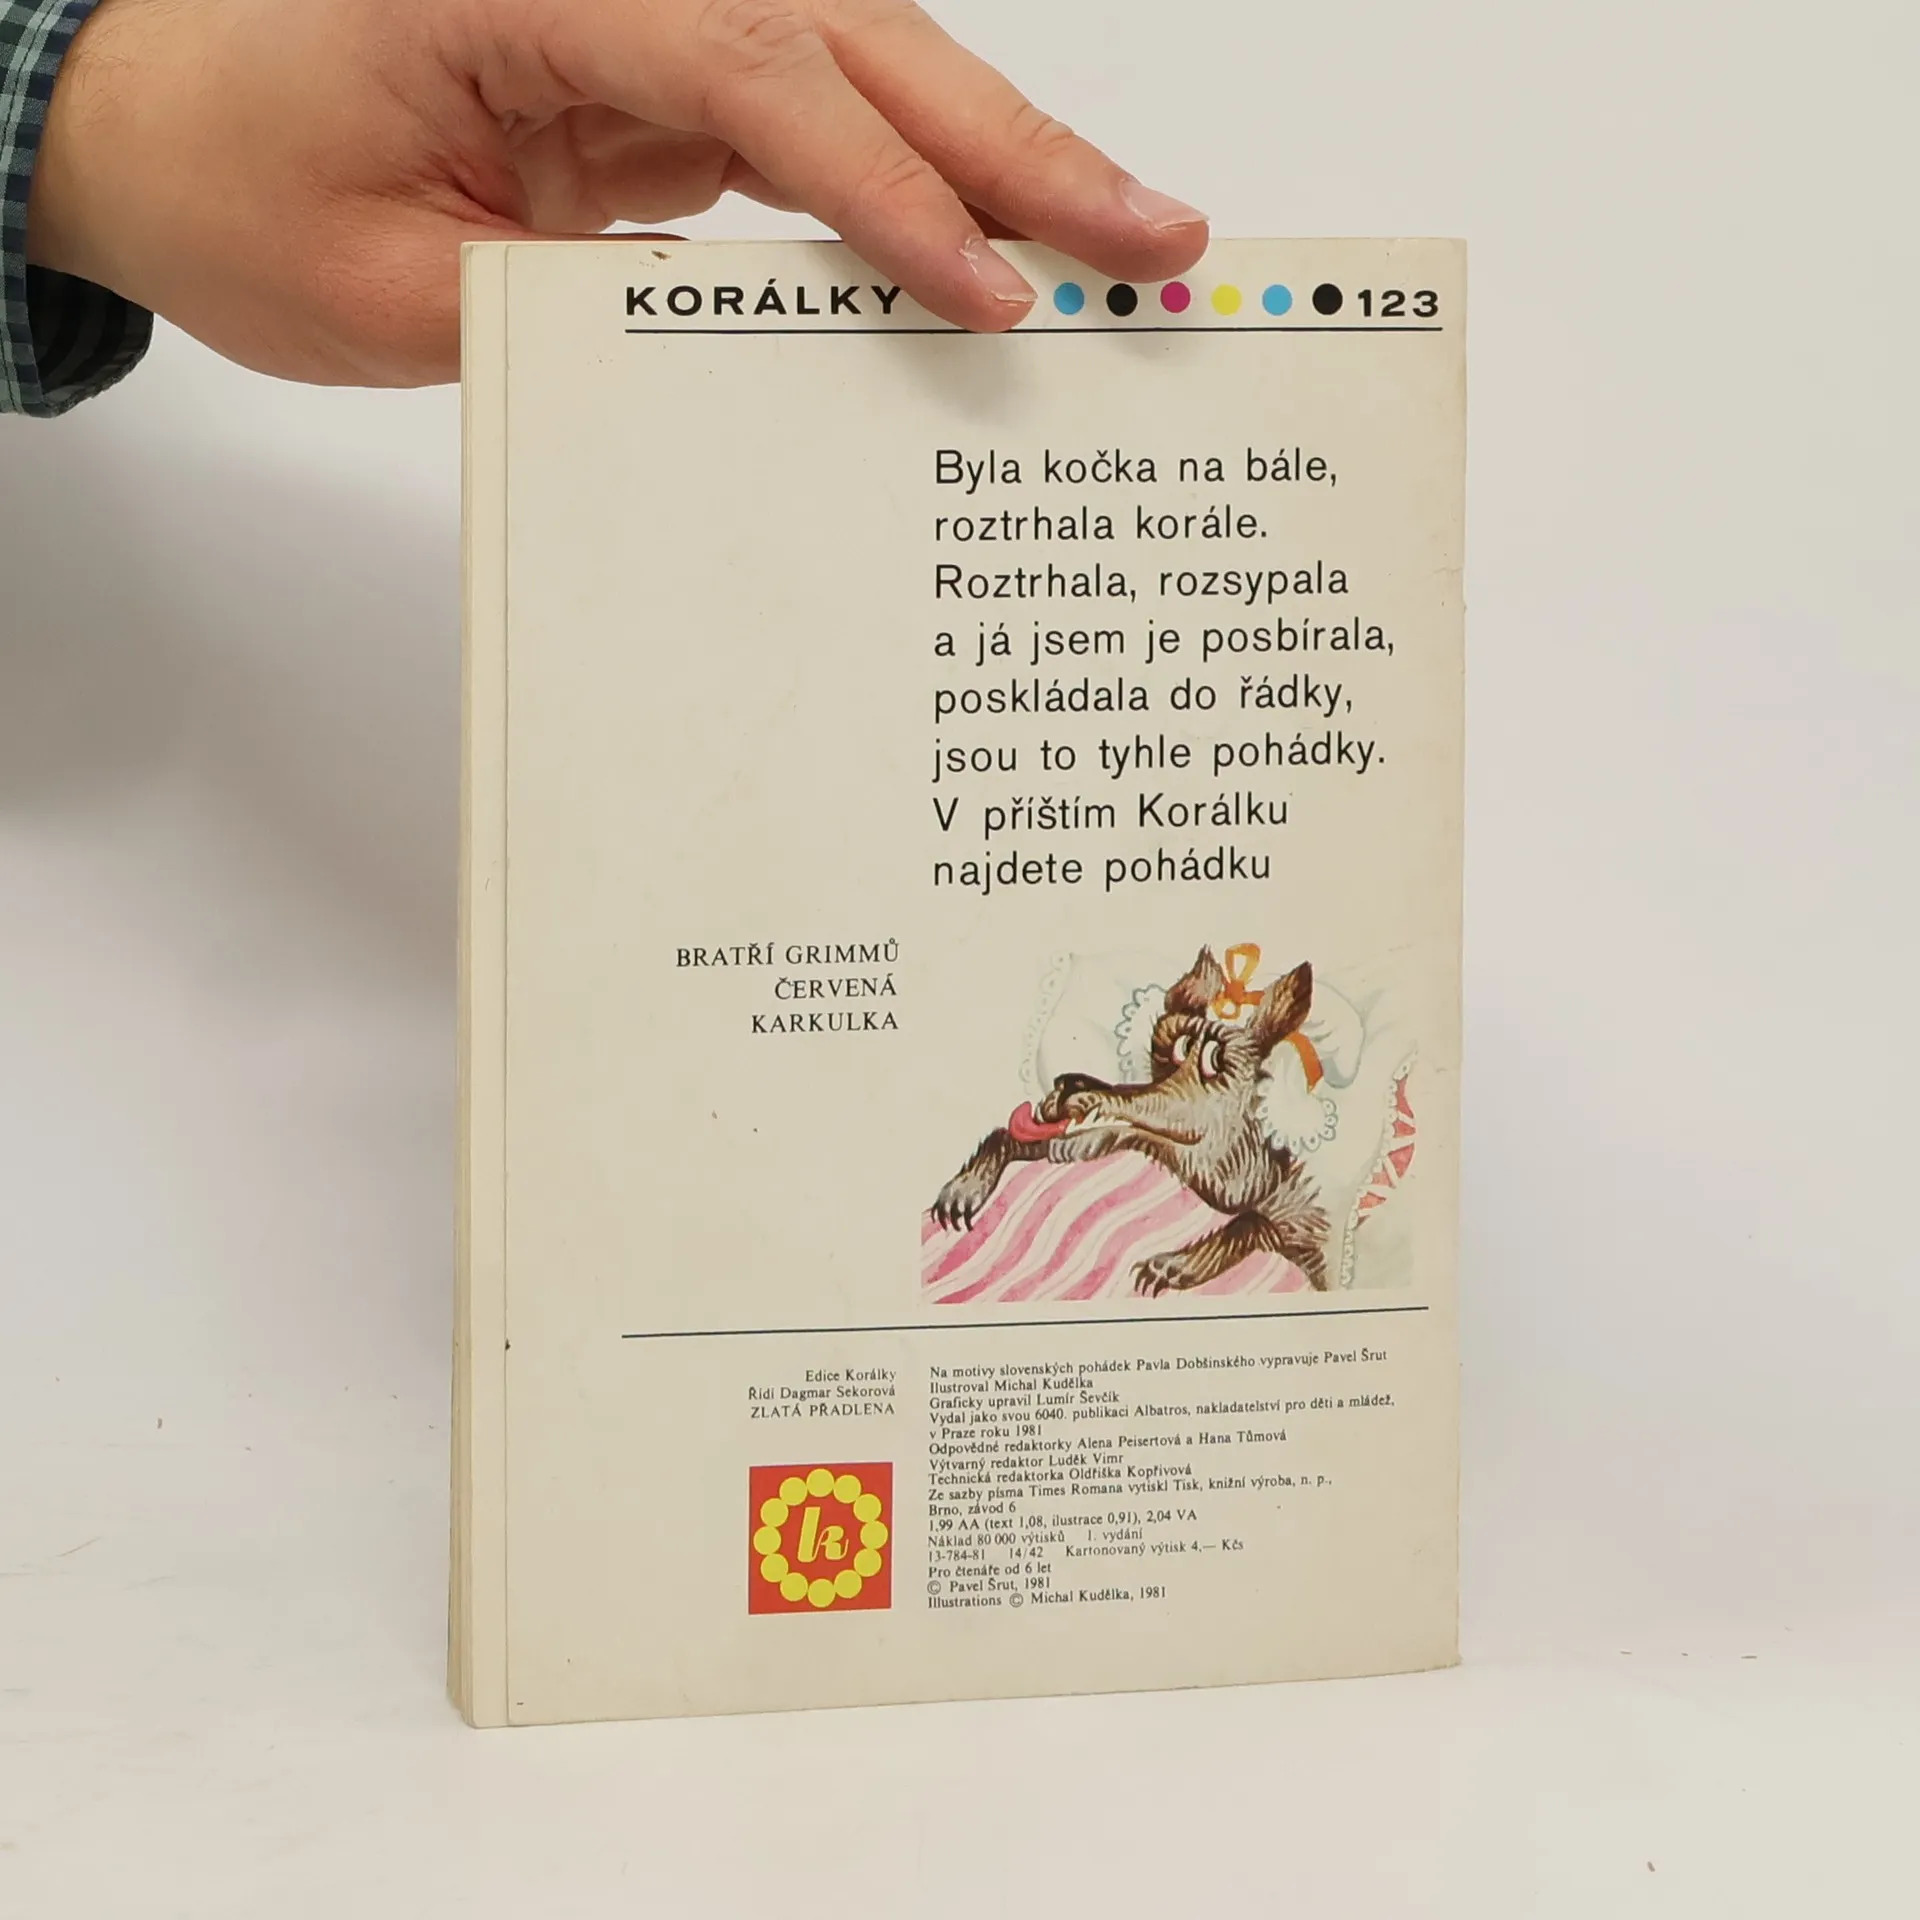 KORÁLKY 123
Byla kočka na bále,
roztrhala korále.
Roztrhala, rozsypala
a já jsem je posbírala,
poskládala do řádky,
jsou to tyhle pohádky.
V příštím Korálku
najdete pohádku
BRATŘÍ GRIMMŮ
ČERVENÁ
KARKULKA
Edice Korálky
Řídí Dagmar Sekorová
ZLATÁ PŘADLENA
k
Na motivy slovenských pohádek Pavla Dobšinského vypravuje Pavel Šrut
Ilustroval Michal Kudělka
Graficky upravil Lumír Ševčík
Vydal jako svou 6040. publikaci Albatros, nakladatelství pro děti a mládež,
v Praze roku 1981
Odpovědné redaktorky Alena Peisertová a Hana Tůmová
Výtvarný redaktor Luděk Vimr
Technická redaktorka Oldřiška Kopřivová
Ze sazby písma Times Romana vytiskl Tisk, knižní výroba, n. p.,
Brno, závod 6
1,99 AA (text 1,08, ilustrace 0,91), 2,04 VA
Náklad 80 000 výtisků 1. vydání
13-784-81 14/42 Kartonovaný výtisk 4,— Kčs
Pro čtenáře od 6 let
© Pavel Šrut, 1981
Illustrations © Michal Kudělka, 1981